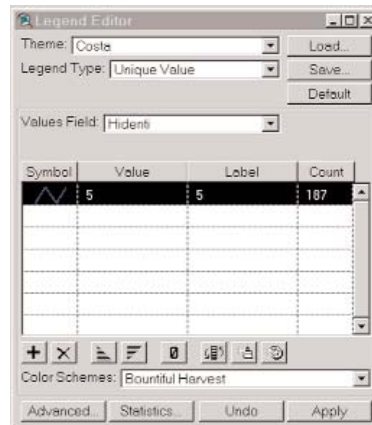 Legend Editor
Theme: Costa Load...
Legend Type: Unique Value Save...
Default
Values Field: Hidenti
Symbol Value Label Count
5 5 187
Color Schemes: Bountiful Harvest
Advanced... Statistics... Undo Apply